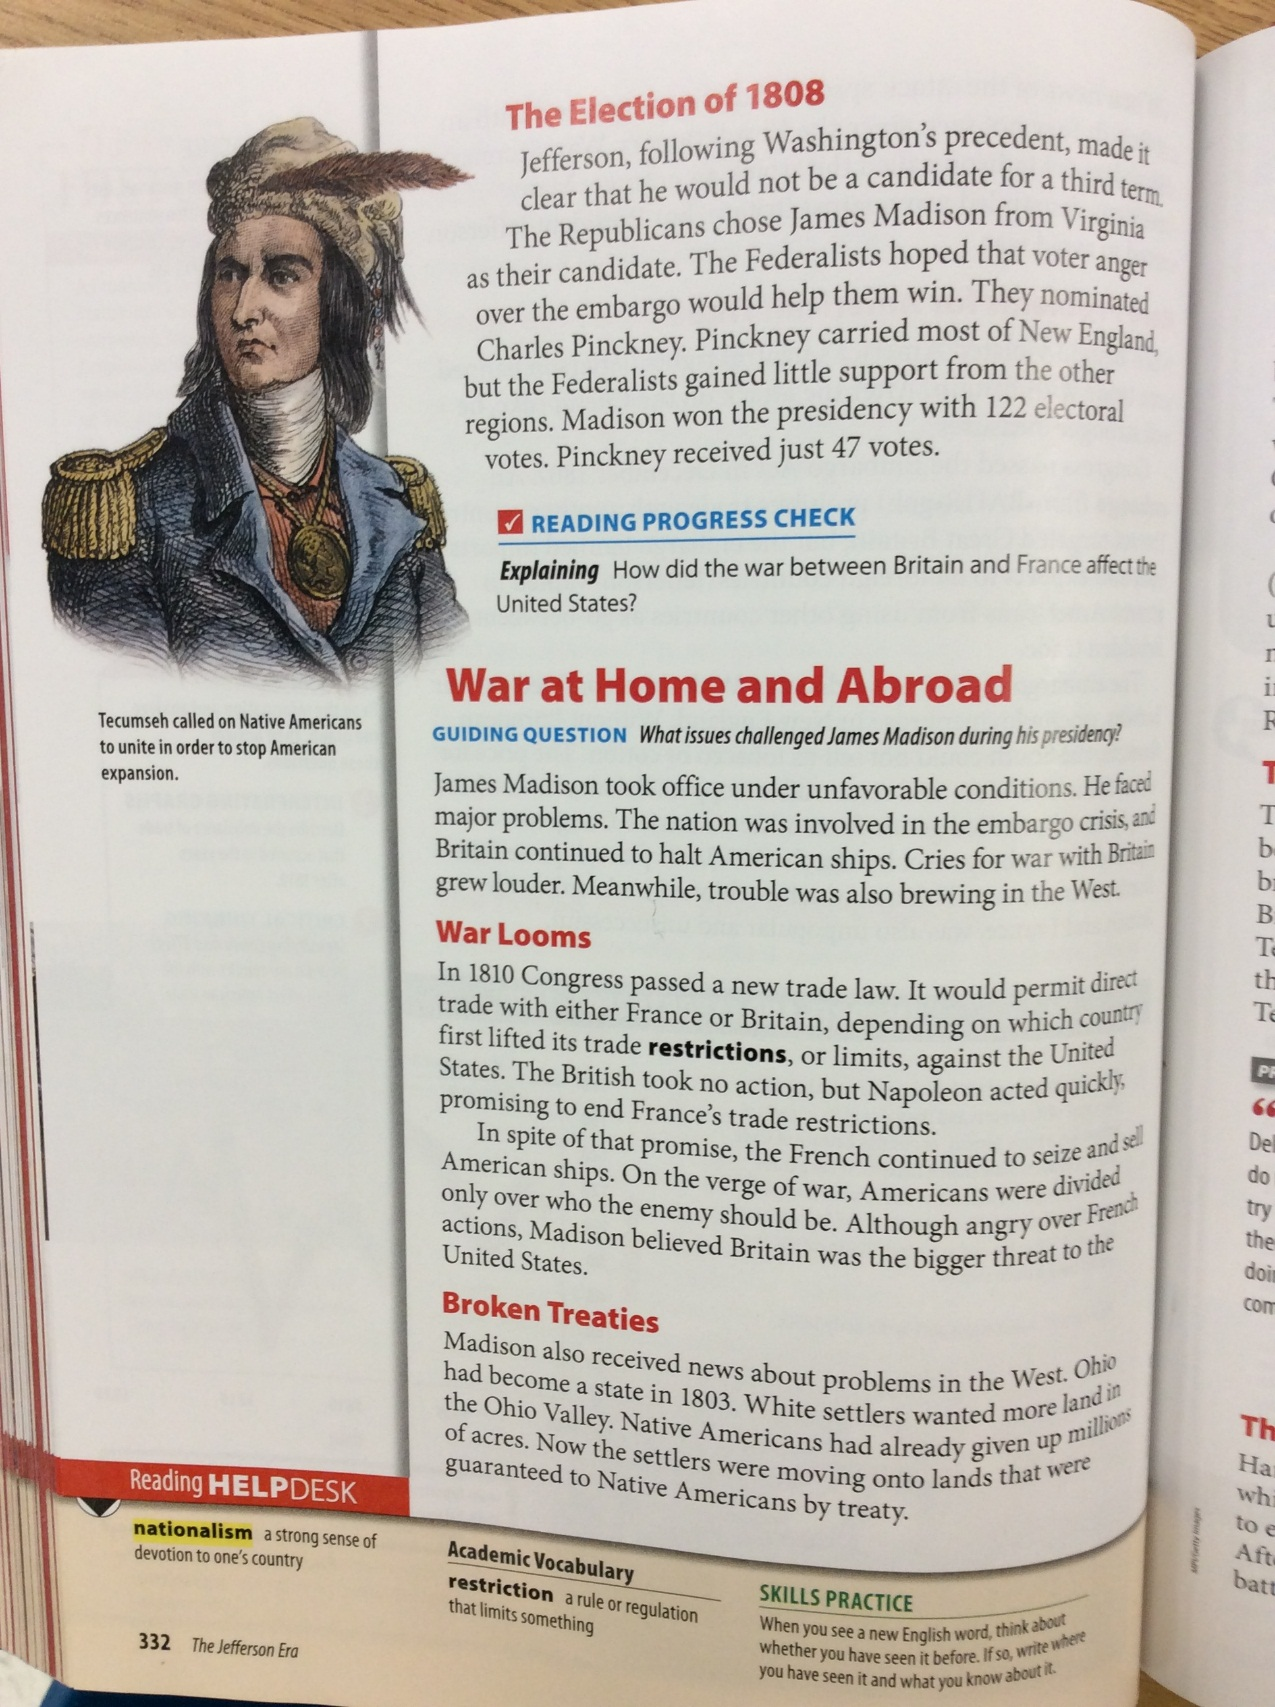 The Election of 1808
Jefferson, following Washington's precedent, made it
clear that he would not be a candidate for a third term.
The Republicans chose James Madison from Virginia
as their candidate. The Federalists hoped that voter anger
over the embargo would help them win. They nominated
Charles Pinckney. Pinckney carried most of New England,
but the Federalists gained little support from the other
regions. Madison won the presidency with 122 electoral
votes. Pinckney received just 47 votes.
READING PROGRESS CHECK
Explaining How did the war between Britain and France affect the
United States?
Tecumseh called on Native Americans
to unite in order to stop American
expansion.
War at Home and Abroad
GUIDING QUESTION What issues challenged James Madison during his presidency?
James Madison took office under unfavorable conditions. He faced
major problems. The nation was involved in the embargo crisis, and
Britain continued to halt American ships. Cries for war with Britain
grew louder. Meanwhile, trouble was also brewing in the West.
War Looms
In 1810 Congress passed a new trade law. It would permit direct
trade with either France or Britain, depending on which country
first lifted its trade restrictions, or limits, against the United
States. The British took no action, but Napoleon acted quickly,
promising to end France's trade restrictions.
In spite of that promise, the French continued to seize and sell
American ships. On the verge of war, Americans were divided
only over who the enemy should be. Although angry over French
actions, Madison believed Britain was the bigger threat to the
United States.
Broken Treaties
Madison also received news about problems in the West. Ohio
had become a state in 1803. White settlers wanted more land in
the Ohio Valley. Native Americans had already given up millions
of acres. Now the settlers were moving onto lands that were
guaranteed to Native Americans by treaty.
Reading HELPDESK
nationalism a strong sense of
devotion to one's country
Academic Vocabulary
restriction a rule or regulation
that limits something
SKILLS PRACTICE
When you see a new English word, think about
whether you have seen it before. If so, write where
you have seen it and what you know about it.
332 The Jefferson Era